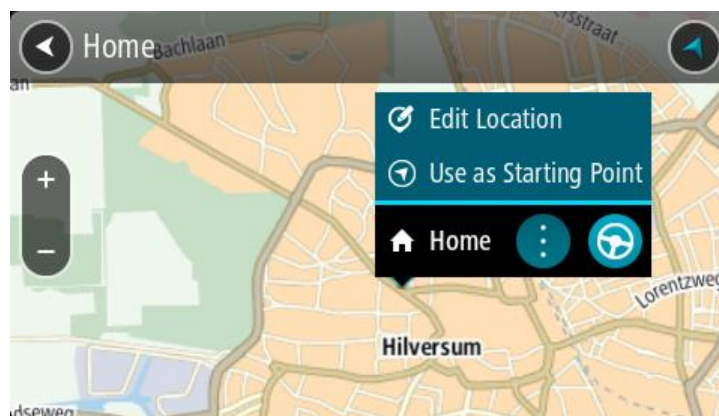 Home
Bachlaan
Edit Location
Use as Starting Point
+
−
Home
Lorentzweg
Hilversum